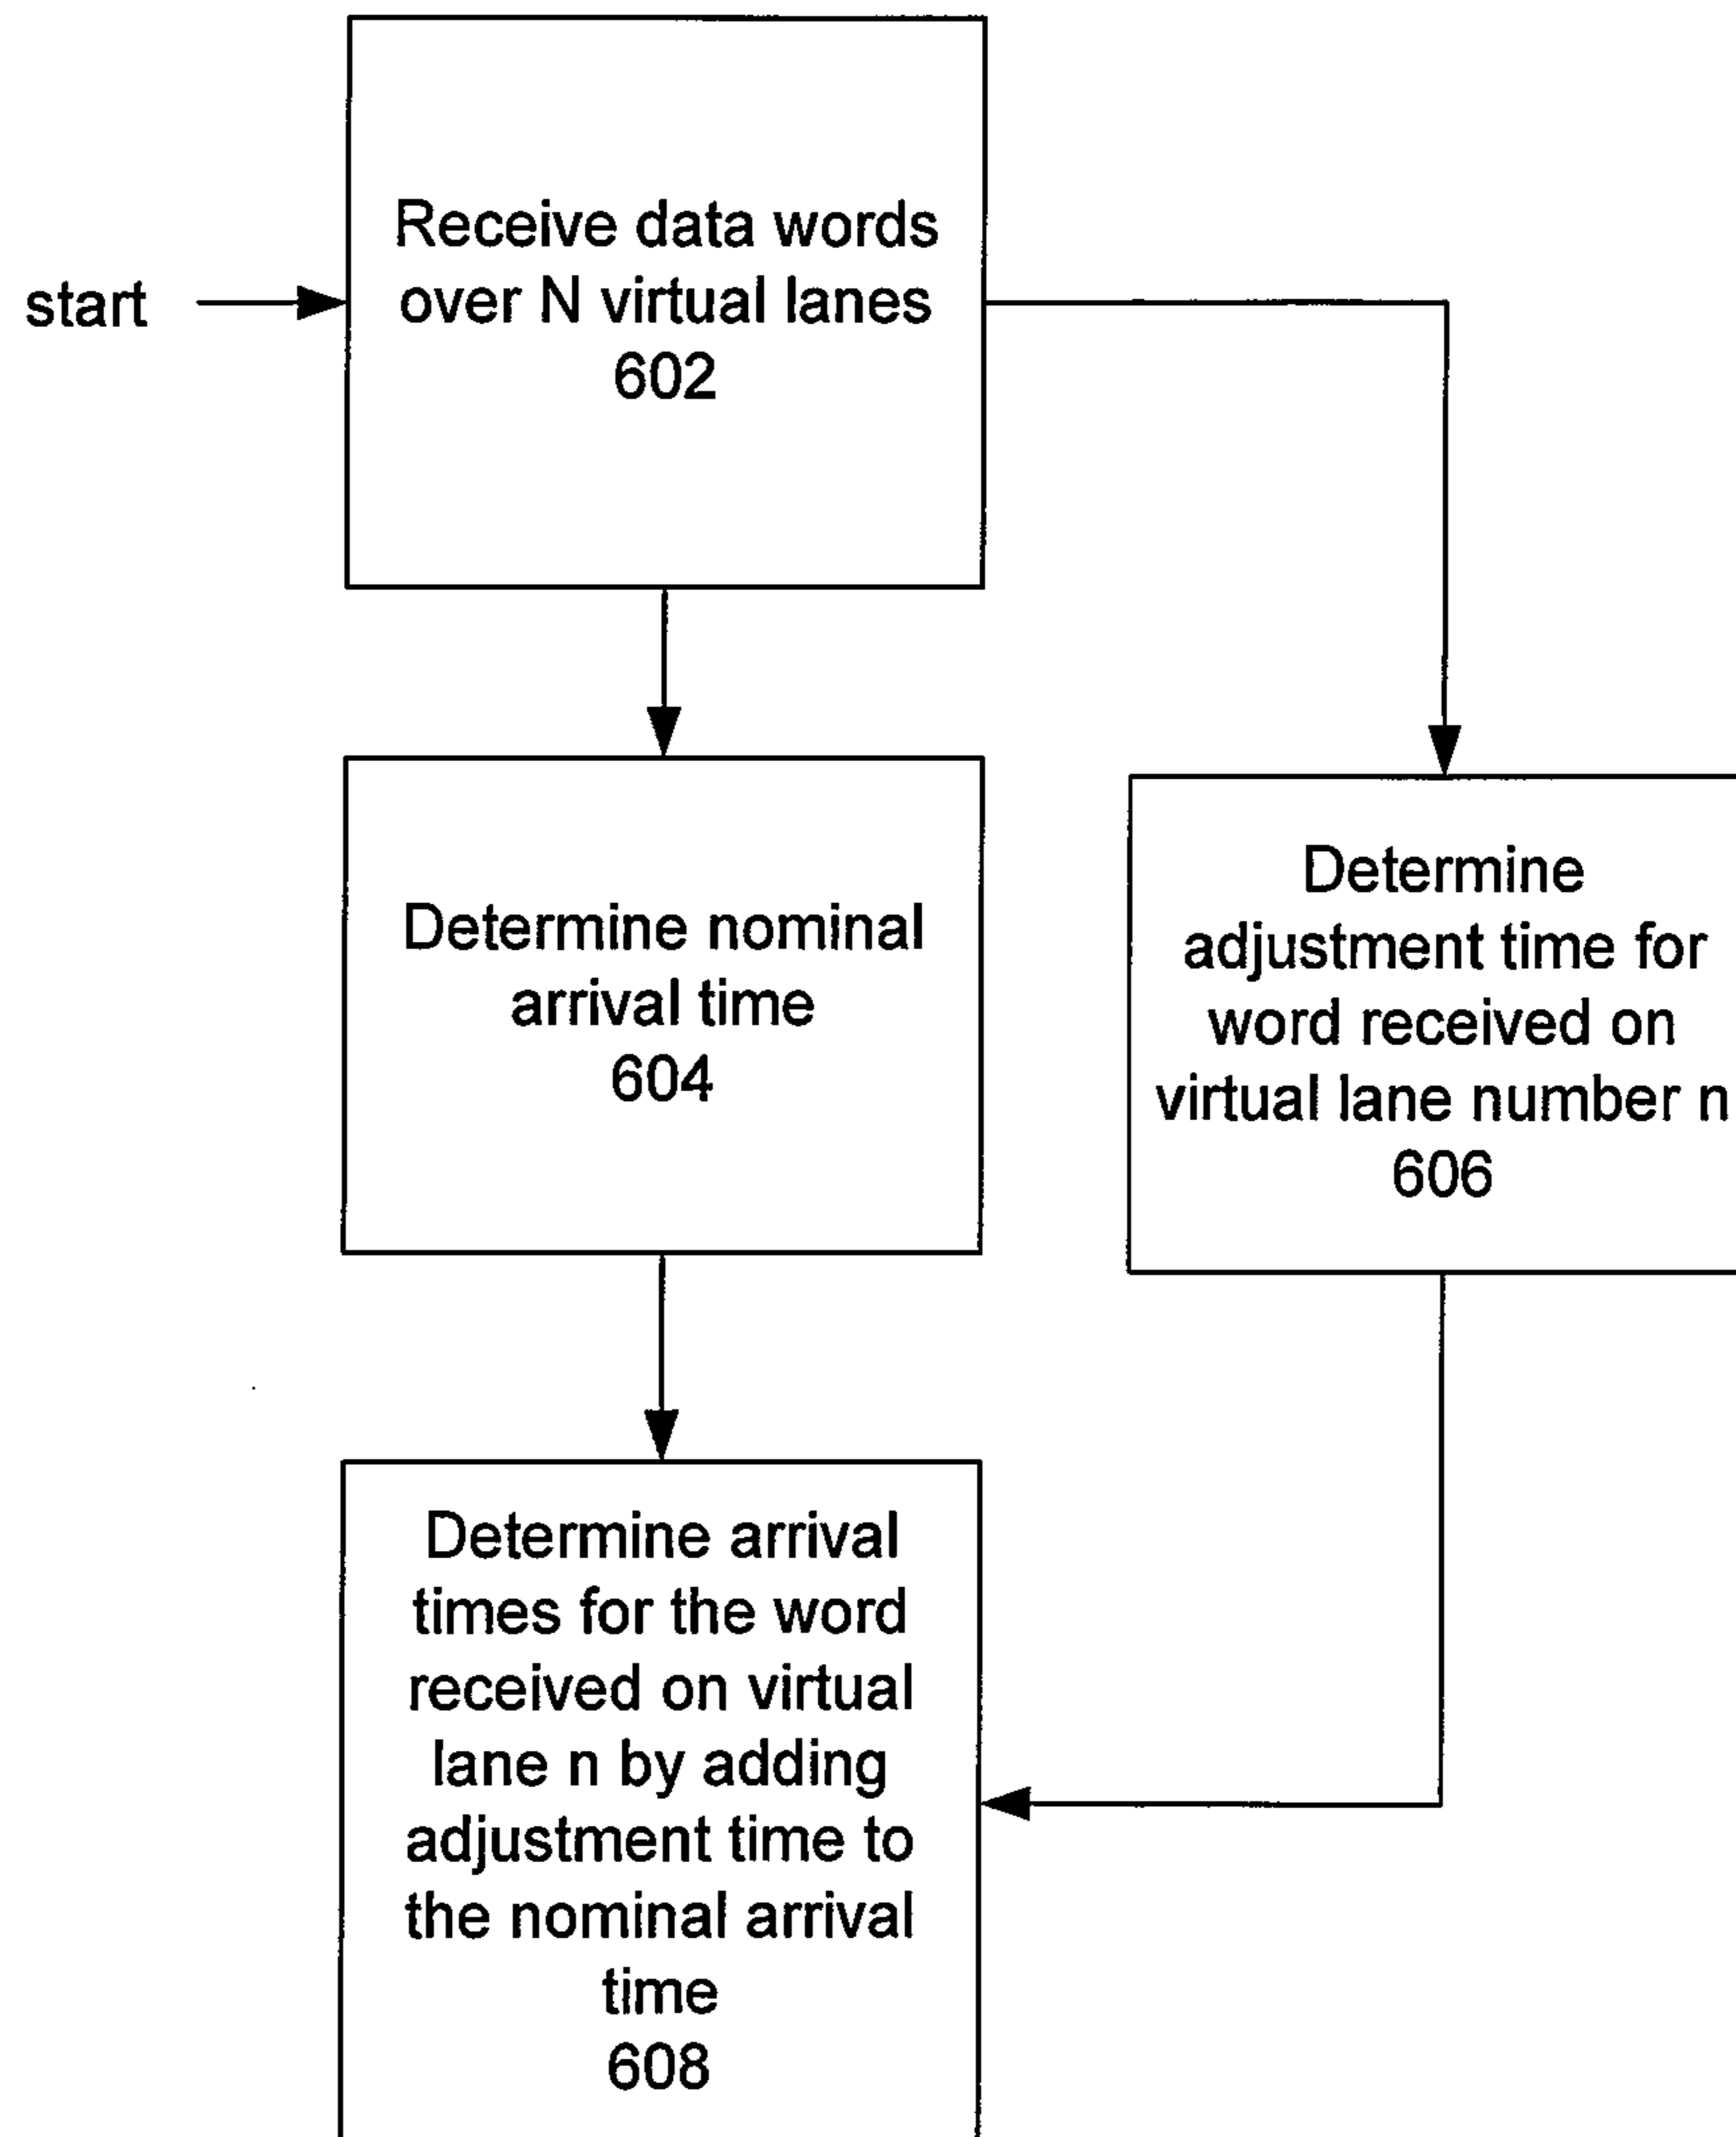 start
Receive data words
over N virtual lanes
602
Determine nominal
arrival time
604
Determine
adjustment time for
word received on
virtual lane number n
606
Determine arrival
times for the word
received on virtual
lane n by adding
adjustment time to
the nominal arrival
time
608